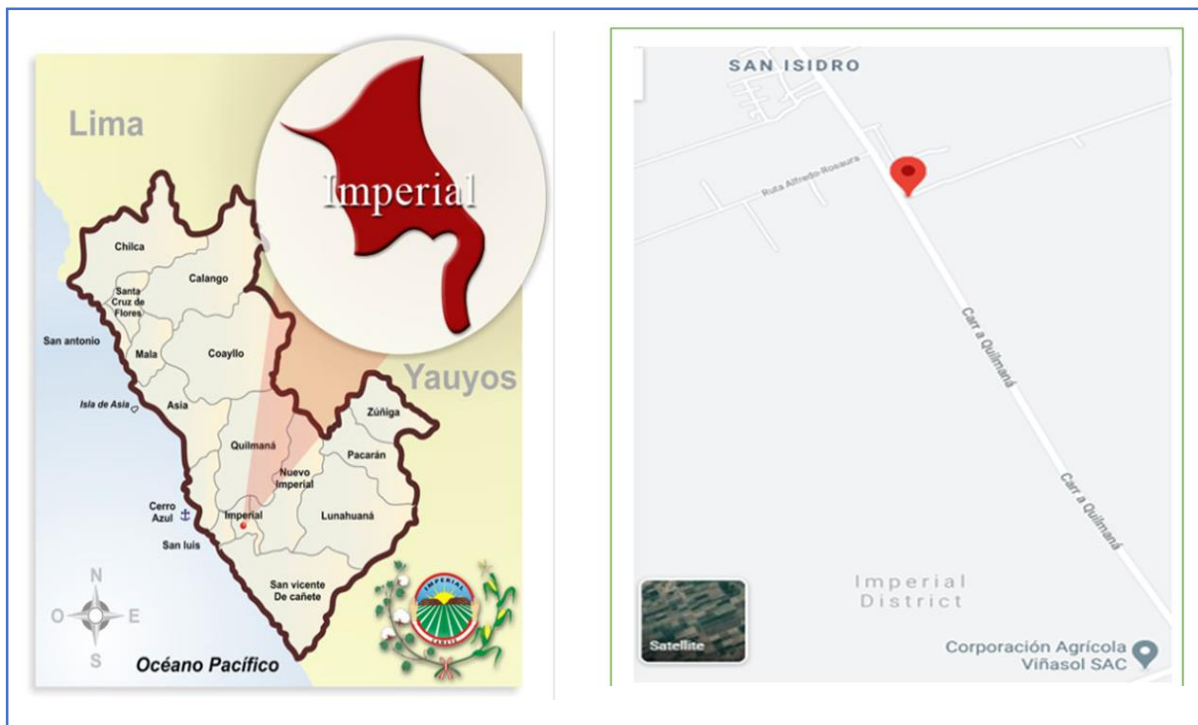 Lima
Imperial
Chilca
Calango
Santa
Cruz de
Flores
San antonio
Mala
Coayllo
Yauyos
Isla de Asia
Asia
Zúñiga
Quilmaná
Pacarán
Nuevo
Imperial
Cerro
Azul
Imperial
Lunahuaná
San luis
San vicente
De cañete
N
O
E
S
Océano Pacífico
IMPERIAL
CAÑETE
SAN ISIDRO
Ruta Alfredo-Rosaura
Carr a Quilmaná
Carr a Quilmaná
Imperial
District
Satellite
Corporación Agrícola
Viñasol SAC